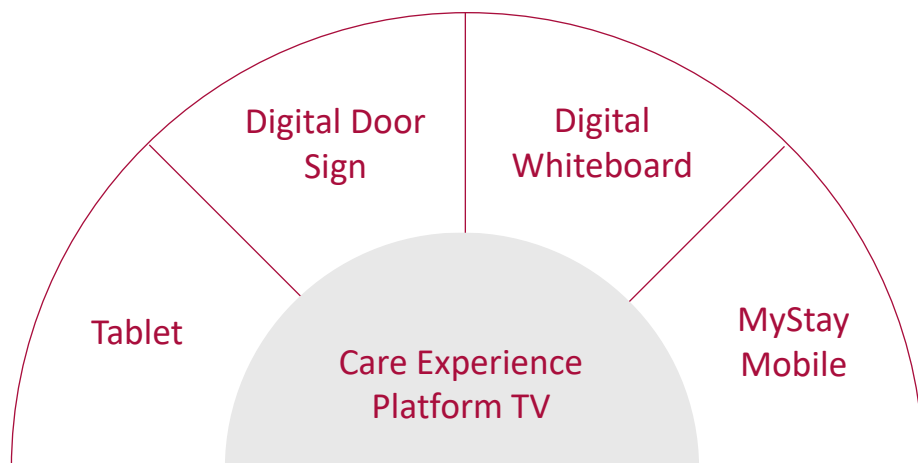 Tablet
Digital Door
Sign
Digital
Whiteboard
MyStay
Mobile
Care Experience
Platform TV